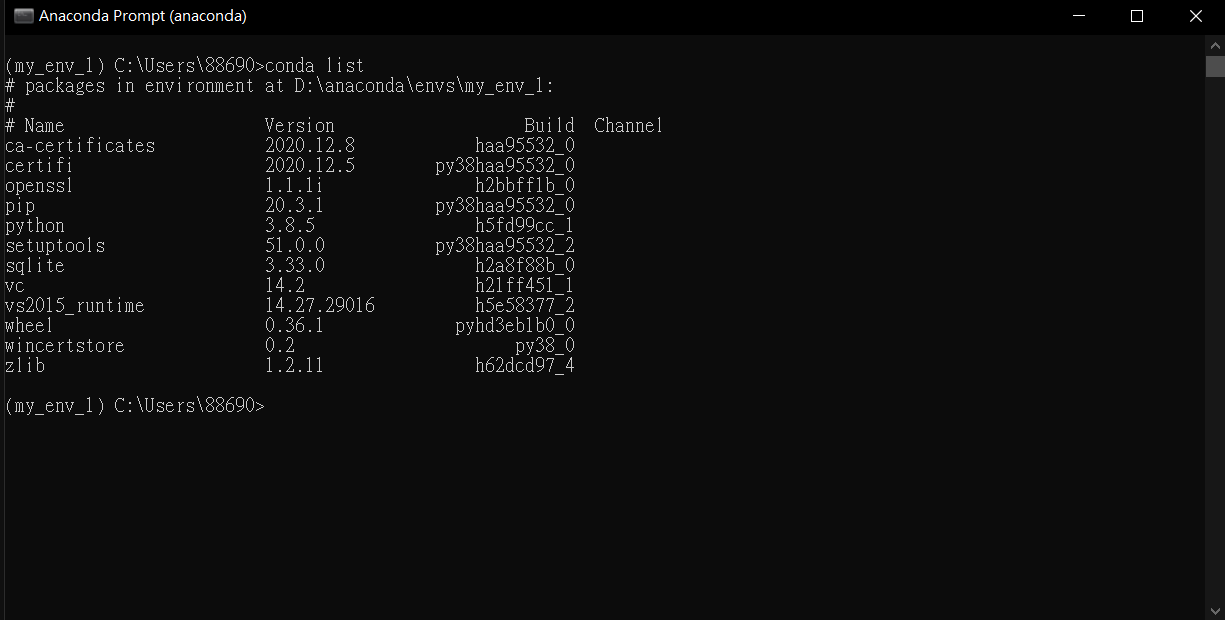 Anaconda Prompt (anaconda)
(my_env_1) C:\Users\88690>conda list
# packages in environment at D:\anaconda\envs\my_env_1:
#
# Name                    Version                   Build  Channel
ca-certificates           2020.12.8            haa95532_0
certifi                   2020.12.5        py38haa95532_0
openssl                   1.1.1i               h2bbff1b_0
pip                       20.3.1           py38haa95532_0
python                    3.8.5                h5fd99cc_1
setuptools                51.0.0           py38haa95532_2
sqlite                    3.33.0               h2a8f88b_0
vc                        14.2                 h21ff451_1
vs2015_runtime            14.27.29016          h5e58377_2
wheel                     0.36.1             pyhd3eb1b0_0
wincertstore              0.2                      py38_0
zlib                      1.2.11               h62dcd97_4
(my_env_1) C:\Users\88690>